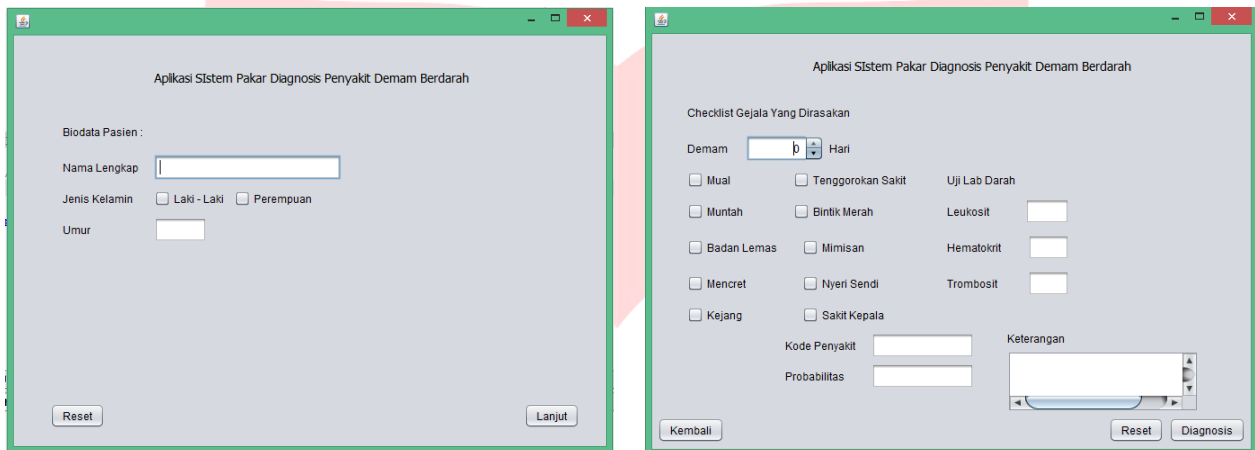 Aplikasi SIstem Pakar Diagnosis Penyakit Demam Berdarah
Biodata Pasien :
Nama Lengkap
Jenis Kelamin Laki - Laki Perempuan
Umur
Reset Lanjut
Aplikasi SIstem Pakar Diagnosis Penyakit Demam Berdarah
Checklist Gejala Yang Dirasakan
Demam 0 Hari
Mual Tenggorokan Sakit Uji Lab Darah
Muntah Bintik Merah Leukosit
Badan Lemas Mimisan Hematokrit
Mencret Nyeri Sendi Trombosit
Kejang Sakit Kepala
Kode Penyakit Keterangan
Probabilitas
Kembali Reset Diagnosis